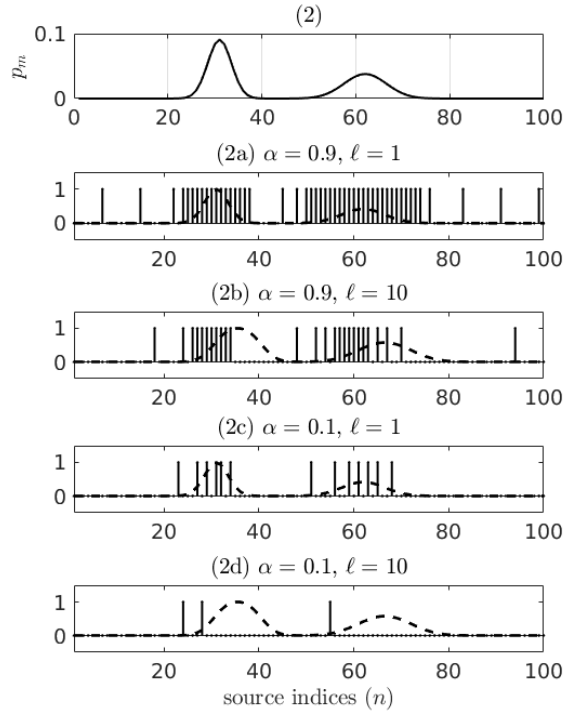 (2)
0.1
p_m
0
0 20 40 60 80 100
(2a) α = 0.9, ℓ = 1
1
0
20 40 60 80 100
(2b) α = 0.9, ℓ = 10
1
0
20 40 60 80 100
(2c) α = 0.1, ℓ = 1
1
0
20 40 60 80 100
(2d) α = 0.1, ℓ = 10
1
0
20 40 60 80 100
source indices (n)